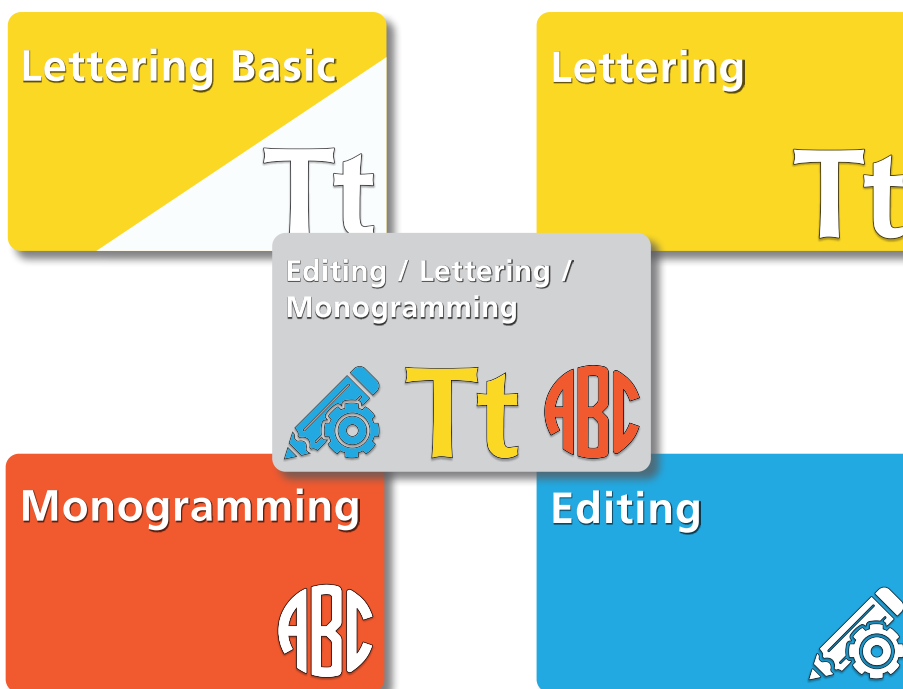 Lettering Basic
Tt
Lettering
Tt
Editing / Lettering /
Monogramming
Tt
ABC
Monogramming
ABC
Editing